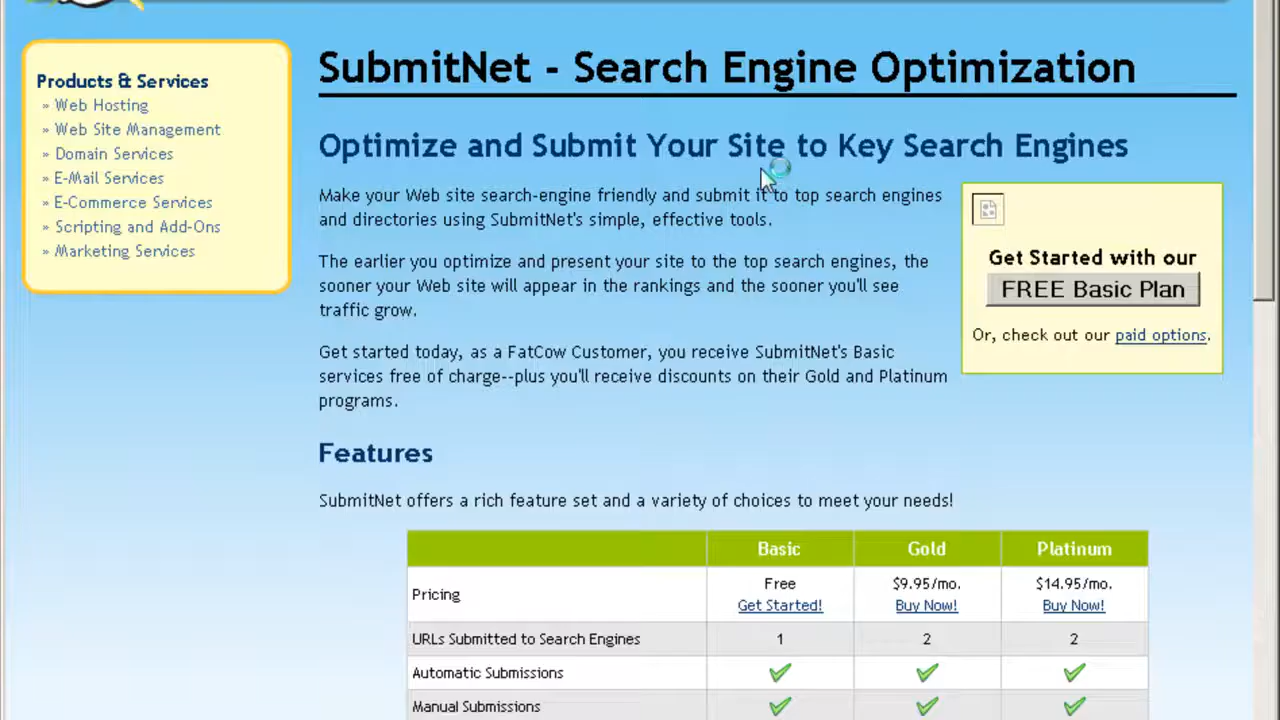 Products & Services
» Web Hosting
» Web Site Management
» Domain Services
» E-Mail Services
» E-Commerce Services
» Scripting and Add-Ons
» Marketing Services
SubmitNet - Search Engine Optimization
Optimize and Submit Your Site to Key Search Engines
Make your Web site search-engine friendly and submit it to top search engines
and directories using SubmitNet's simple, effective tools.
The earlier you optimize and present your site to the top search engines, the
sooner your Web site will appear in the rankings and the sooner you'll see
traffic grow.
Get started today, as a FatCow Customer, you receive SubmitNet's Basic
services free of charge--plus you'll receive discounts on their Gold and Platinum
programs.
Get Started with our
FREE Basic Plan
Or, check out our paid options.
Features
SubmitNet offers a rich feature set and a variety of choices to meet your needs!
Basic Gold Platinum
Pricing Free $9.95/mo. $14.95/mo.
Get Started! Buy Now! Buy Now!
URLs Submitted to Search Engines 1 2 2
Automatic Submissions
Manual Submissions